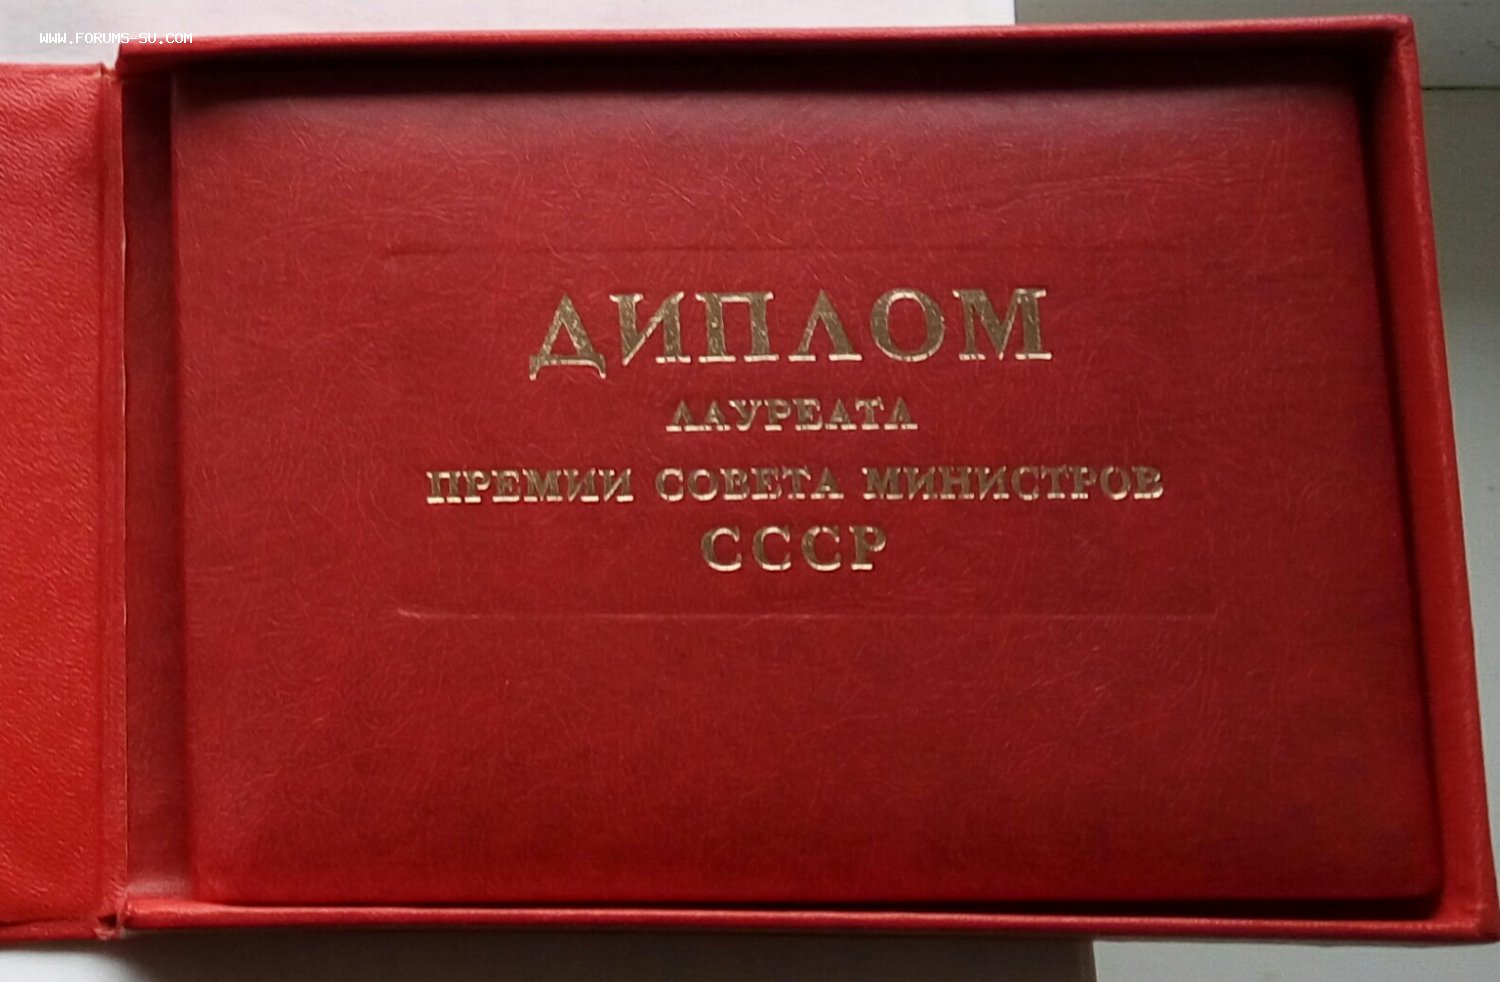 WWW.FORUMS-SU.COM
ДИПЛОМ
ЛАУРЕАТА
ПРЕМИИ СОВЕТА МИНИСТРОВ
СССР